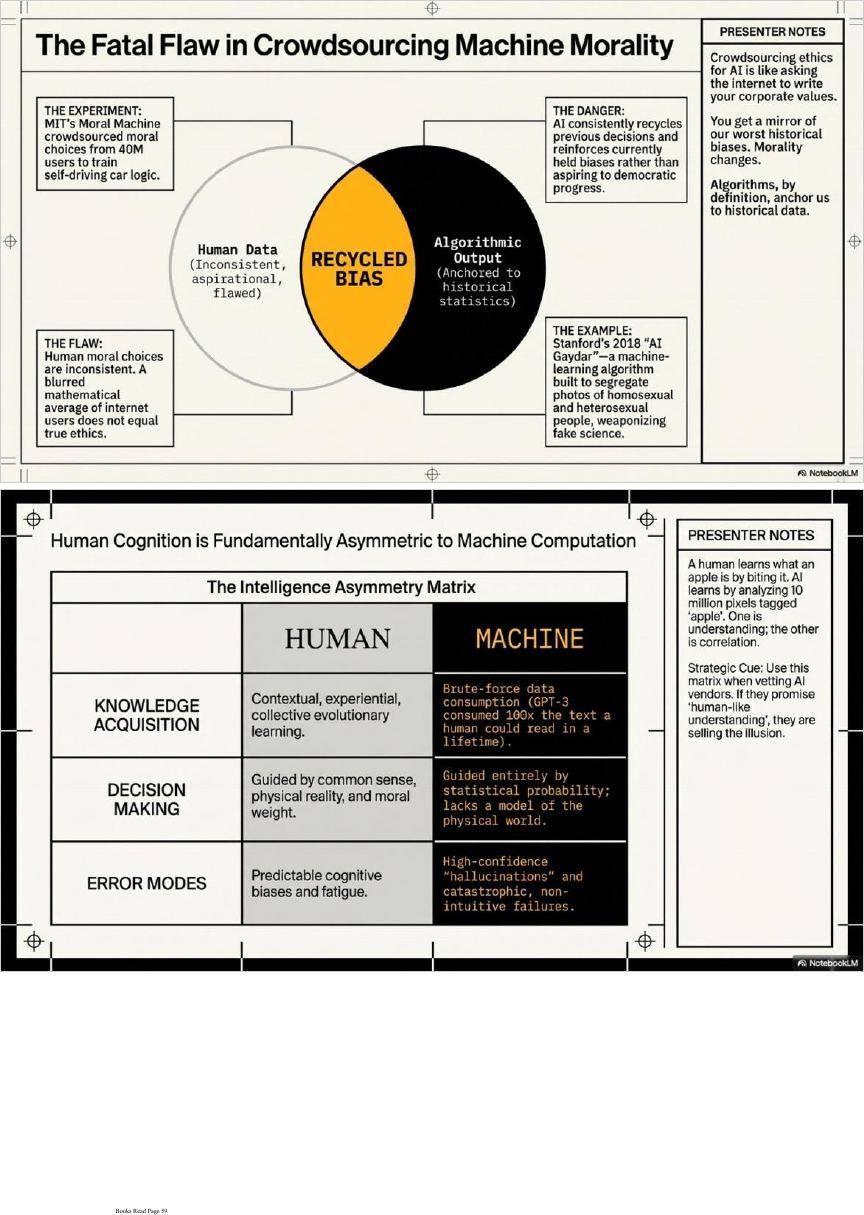 The Fatal Flaw in Crowdsourcing Machine Morality
THE EXPERIMENT:
MIT's Moral Machine
crowdsourced moral
choices from 40M
users to train
self-driving car logic.
THE DANGER:
AI consistently recycles
previous decisions and
reinforces currently
held biases rather than
aspiring to democratic
progress.
Human Data
(Inconsistent,
aspirational,
flawed)
RECYCLED
BIAS
Algorithmic
Output
(Anchored to
historical
statistics)
THE FLAW:
Human moral choices
are inconsistent. A
blurred
mathematical
average of internet
users does not equal
true ethics.
THE EXAMPLE:
Stanford's 2018 "AI
Gaydar"—a machine-
learning algorithm
built to segregate
photos of homosexual
and heterosexual
people, weaponizing
fake science.
PRESENTER NOTES
Crowdsourcing ethics
for AI is like asking
the internet to write
your corporate values.
You get a mirror of
our worst historical
biases. Morality
changes.
Algorithms, by
definition, anchor us
to historical data.
NotebookLM
Human Cognition is Fundamentally Asymmetric to Machine Computation
The Intelligence Asymmetry Matrix
HUMAN
MACHINE
KNOWLEDGE
ACQUISITION
Contextual, experiential,
collective evolutionary
learning.
Brute-force data
consumption (GPT-3
consumed 100x the text a
human could read in a
lifetime).
DECISION
MAKING
Guided by common sense,
physical reality, and moral
weight.
Guided entirely by
statistical probability;
lacks a model of the
physical world.
ERROR MODES
Predictable cognitive
biases and fatigue.
High-confidence
"hallucinations" and
catastrophic, non-
intuitive failures.
PRESENTER NOTES
A human learns what an
apple is by biting it. AI
learns by analyzing 10
million pixels tagged
'apple'. One is
understanding; the other
is correlation.
Strategic Cue: Use this
matrix when vetting AI
vendors. If they promise
'human-like
understanding', they are
selling the illusion.
NotebookLM
Books Read Page 59